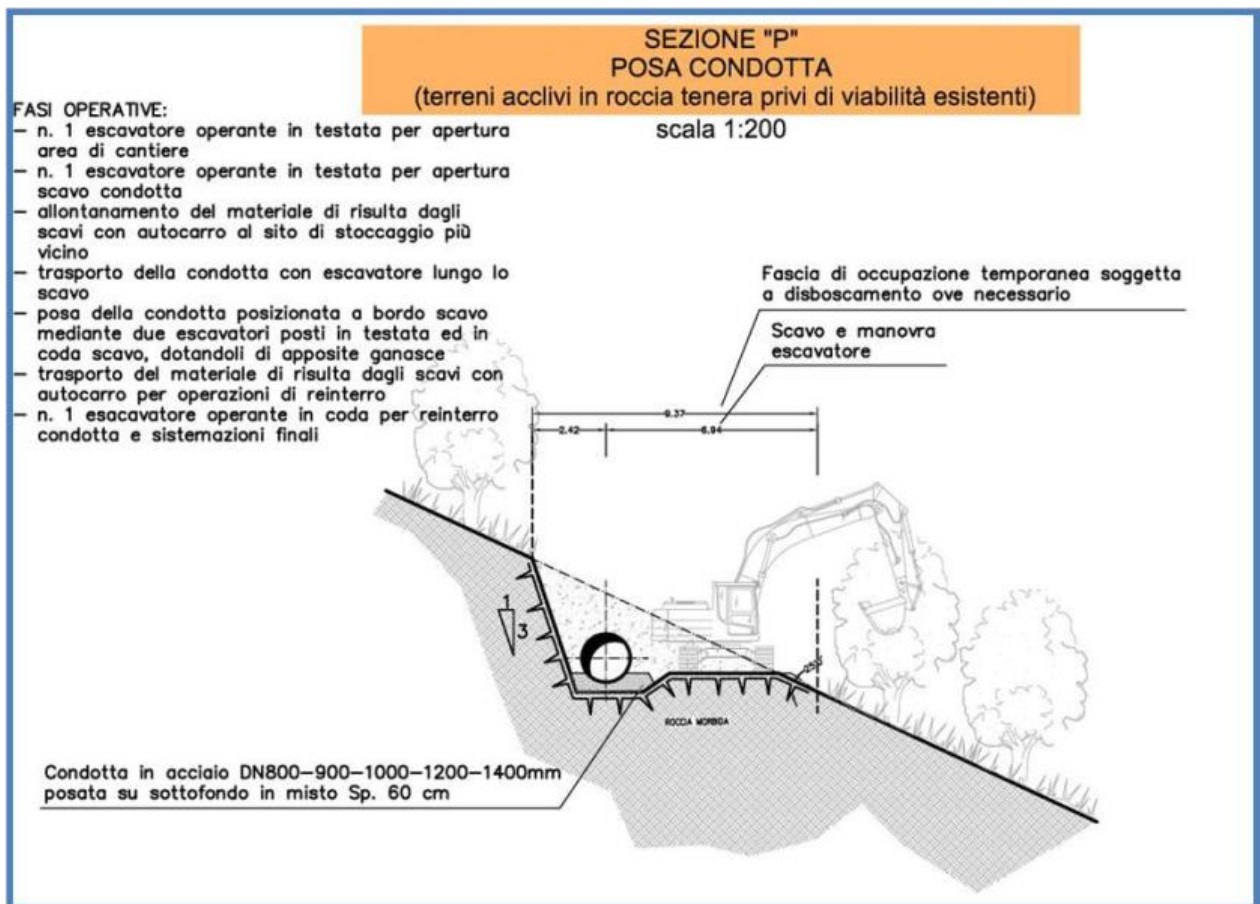 SEZIONE "P"
POSA CONDOTTA
(terreni acclivi in roccia tenera privi di viabilità esistenti)
scala 1:200
FASI OPERATIVE:
– n. 1 escavatore operante in testata per apertura
area di cantiere
– n. 1 escavatore operante in testata per apertura
scavo condotta
– allontanamento del materiale di risulta dagli
scavi con autocarro al sito di stoccaggio più
vicino
– trasporto della condotta con escavatore lungo lo
scavo
– posa della condotta posizionata a bordo scavo
mediante due escavatori posti in testata ed in
coda scavo, dotandoli di apposite ganasce
– trasporto del materiale di risulta dagli scavi con
autocarro per operazioni di reinterro
– n. 1 esacavatore operante in coda per reinterro
condotta e sistemazioni finali
Fascia di occupazione temporanea soggetta
a disboscamento ove necessario
Scavo e manovra
escavatore
9.37
2.42
6.94
1
3
ROCCIA MORBIDA
Condotta in acciaio DN800–900–1000–1200–1400mm
posata su sottofondo in misto Sp. 60 cm